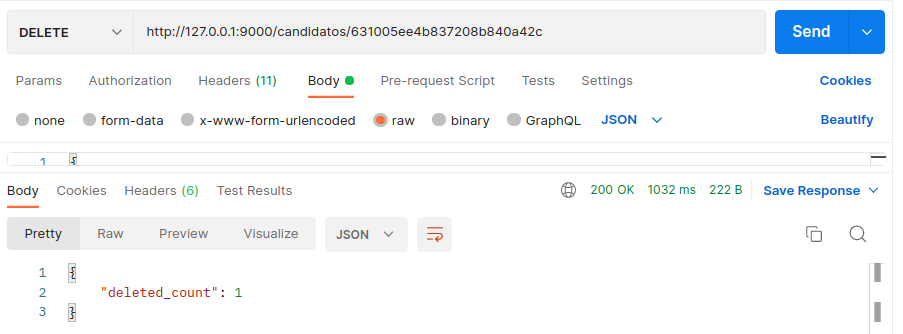 DELETE http://127.0.0.1:9000/candidatos/631005ee4b837208b840a42c Send
Params Authorization Headers (11) Body Pre-request Script Tests Settings Cookies
none form-data x-www-form-urlencoded raw binary GraphQL JSON Beautify
1 {
Body Cookies Headers (6) Test Results 200 OK 1032 ms 222 B Save Response
Pretty Raw Preview Visualize JSON
1 {
2 "deleted_count": 1
3 }